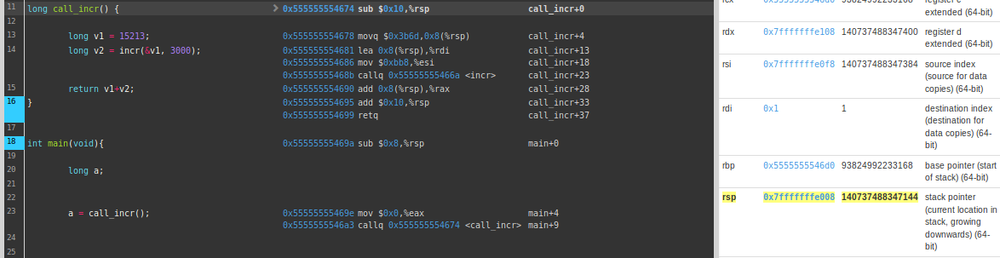 11 long call_incr() { 0x555555554674 sub $0x10,%rsp call_incr+0
12
13 long v1 = 15213; 0x555555554678 movq $0x3b6d,0x8(%rsp) call_incr+4
14 long v2 = incr(&v1, 3000); 0x555555554681 lea 0x8(%rsp),%rdi call_incr+13
0x555555554686 mov $0xbb8,%esi call_incr+18
0x55555555468b callq 0x55555555466a <incr> call_incr+23
15 return v1+v2; 0x555555554690 add 0x8(%rsp),%rax call_incr+28
16 } 0x555555554695 add $0x10,%rsp call_incr+33
0x555555554699 retq call_incr+37
17
18 int main(void){ 0x55555555469a sub $0x8,%rsp main+0
19
20 long a;
21
22
23 a = call_incr(); 0x55555555469e mov $0x0,%eax main+4
0x5555555546a3 callq 0x555555554674 <call_incr> main+9
24
25
extended (64-bit)
rdx 0x7fffffffe108 140737488347400 register d
extended (64-bit)
rsi 0x7fffffffe0f8 140737488347384 source index
(source for data
copies) (64-bit)
rdi 0x1 1 destination index
(destination for
data copies) (64-
bit)
rbp 0x5555555546d0 93824992233168 base pointer (start
of stack) (64-bit)
rsp 0x7fffffffe008 140737488347144 stack pointer
(current location in
stack, growing
downwards) (64-
bit)